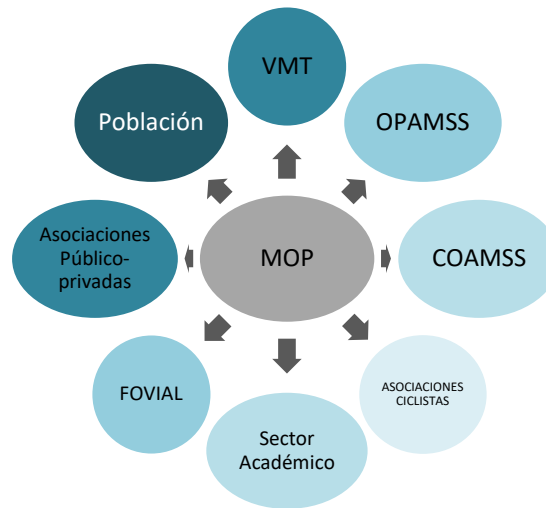 VMT
Población
OPAMSS
Asociaciones
Público-
privadas
MOP
COAMSS
FOVIAL
ASOCIACIONES
CICLISTAS
Sector
Académico